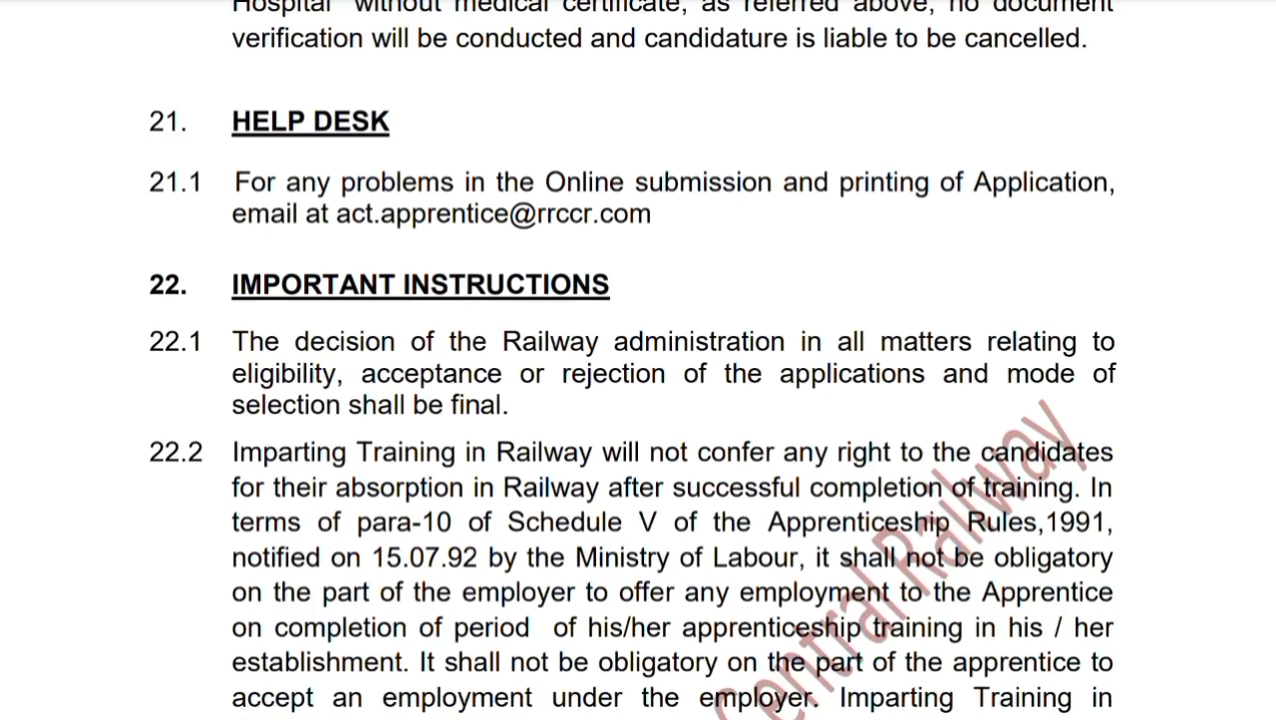 Hospital' without medical certificate, as referred above, no document
verification will be conducted and candidature is liable to be cancelled.
21. HELP DESK
21.1 For any problems in the Online submission and printing of Application,
email at act.apprentice@rrccr.com
22. IMPORTANT INSTRUCTIONS
22.1 The decision of the Railway administration in all matters relating to
eligibility, acceptance or rejection of the applications and mode of
selection shall be final.
22.2 Imparting Training in Railway will not confer any right to the candidates
for their absorption in Railway after successful completion of training. In
terms of para-10 of Schedule V of the Apprenticeship Rules,1991,
notified on 15.07.92 by the Ministry of Labour, it shall not be obligatory
on the part of the employer to offer any employment to the Apprentice
on completion of period of his/her apprenticeship training in his / her
establishment. It shall not be obligatory on the part of the apprentice to
accept an employment under the employer. Imparting Training in
Central Railway